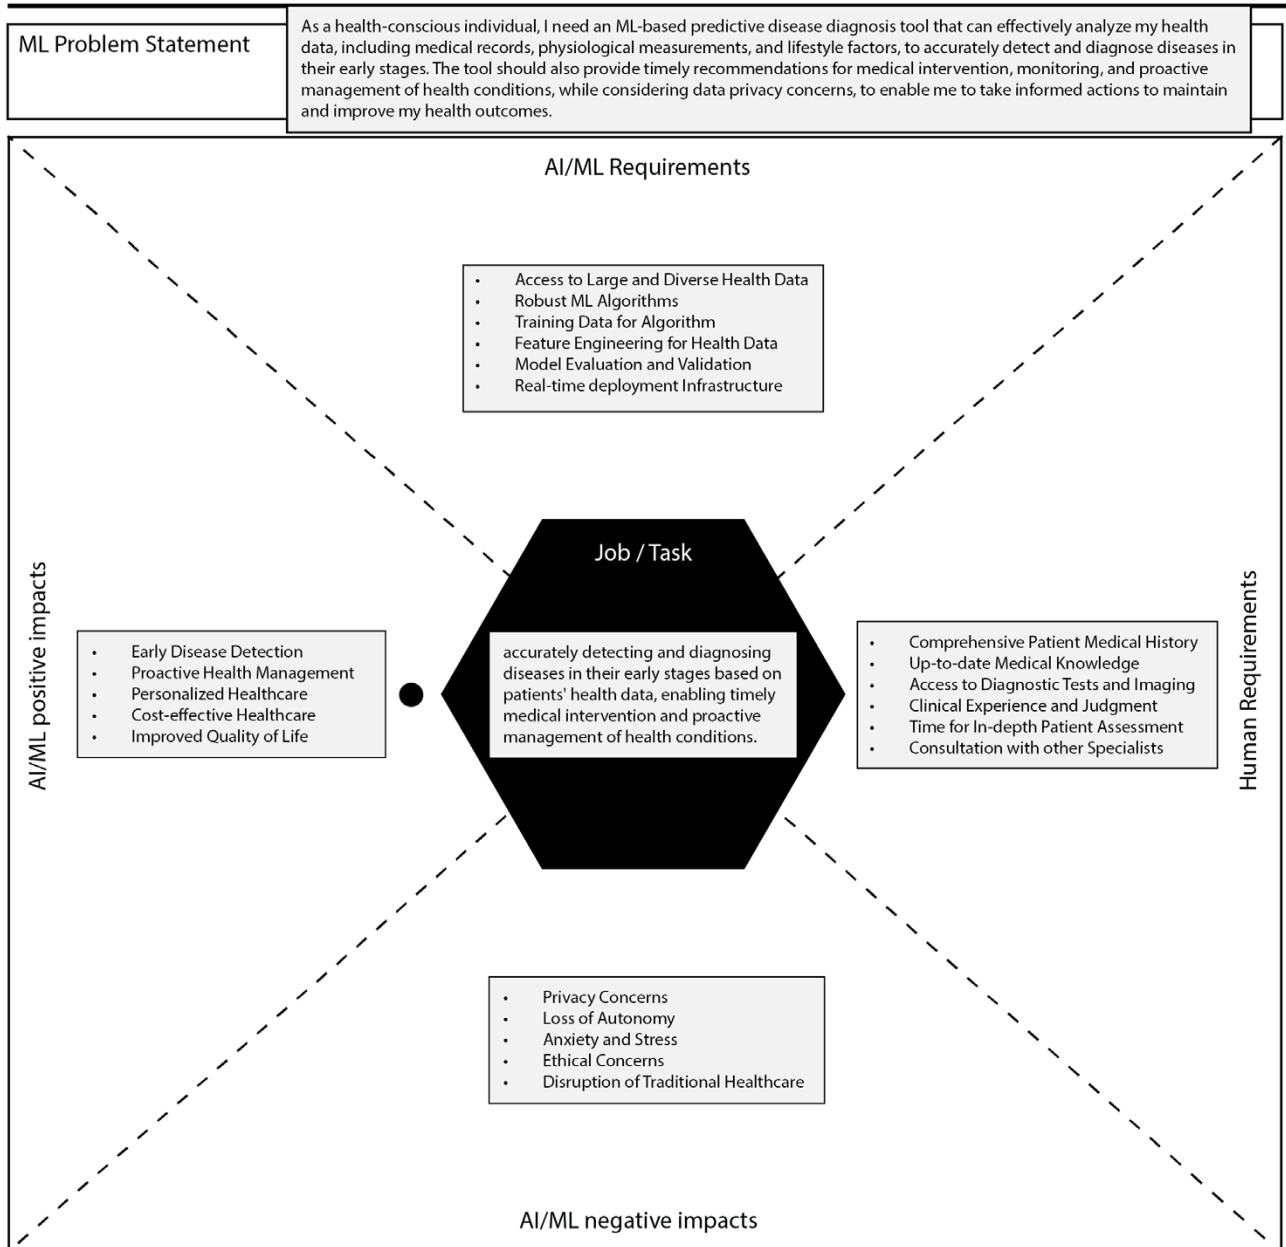 ML Problem Statement
As a health-conscious individual, I need an ML-based predictive disease diagnosis tool that can effectively analyze my health
data, including medical records, physiological measurements, and lifestyle factors, to accurately detect and diagnose diseases in
their early stages. The tool should also provide timely recommendations for medical intervention, monitoring, and proactive
management of health conditions, while considering data privacy concerns, to enable me to take informed actions to maintain
and improve my health outcomes.
AI/ML Requirements
• Access to Large and Diverse Health Data
• Robust ML Algorithms
• Training Data for Algorithm
• Feature Engineering for Health Data
• Model Evaluation and Validation
• Real-time deployment Infrastructure
AI/ML positive impacts
• Early Disease Detection
• Proactive Health Management
• Personalized Healthcare
• Cost-effective Healthcare
• Improved Quality of Life
Job / Task
accurately detecting and diagnosing
diseases in their early stages based on
patients' health data, enabling timely
medical intervention and proactive
management of health conditions.
• Comprehensive Patient Medical History
• Up-to-date Medical Knowledge
• Access to Diagnostic Tests and Imaging
• Clinical Experience and Judgment
• Time for In-depth Patient Assessment
• Consultation with other Specialists
Human Requirements
• Privacy Concerns
• Loss of Autonomy
• Anxiety and Stress
• Ethical Concerns
• Disruption of Traditional Healthcare
AI/ML negative impacts